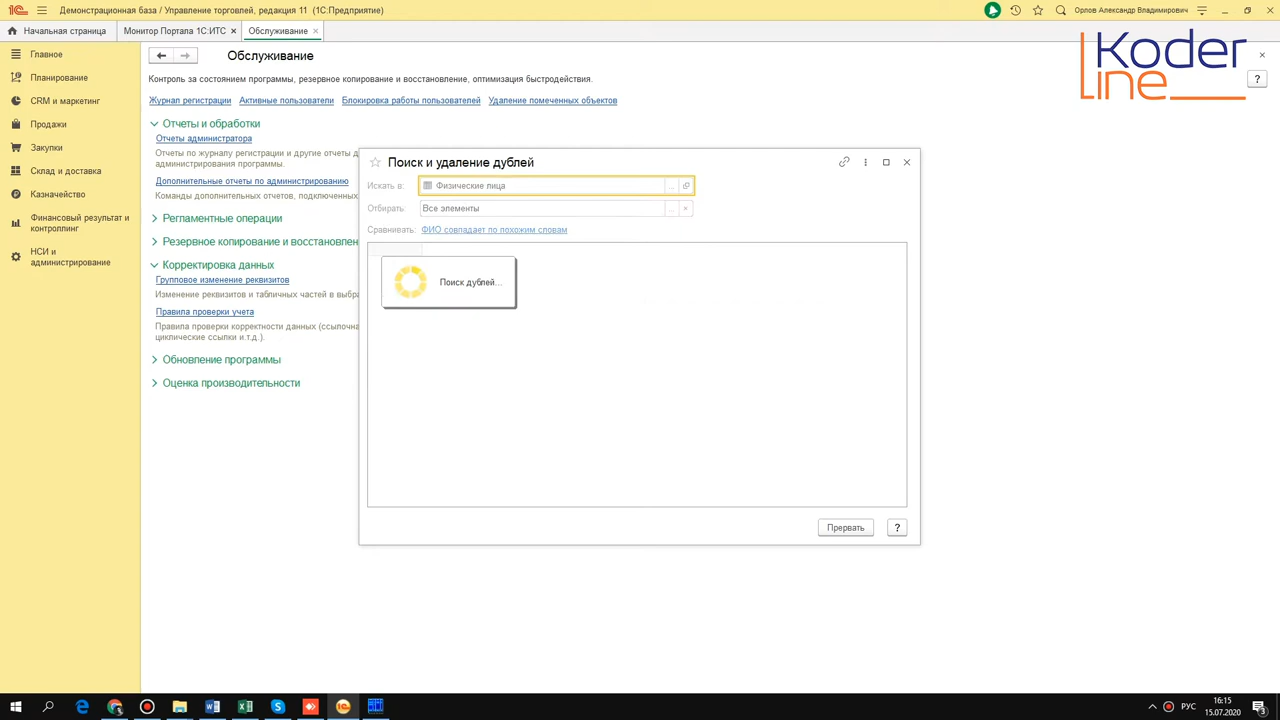 Демонстрационная база / Управление торговлей, редакция 11 (1С:Предприятие)
Орлов Александр Владимирович
Начальная страница
Монитор Портала 1С:ИТС
Обслуживание
Koder
line
Главное
Планирование
CRM и маркетинг
Продажи
Закупки
Склад и доставка
Казначейство
Финансовый результат и
контроллинг
НСИ и
администрирование
Обслуживание
?
Контроль за состоянием программы, резервное копирование и восстановление, оптимизация быстродействия.
Журнал регистрации Активные пользователи Блокировка работы пользователей Удаление помеченных объектов
Отчеты и обработки
Отчеты администратора
Отчеты по журналу регистрации и другие отчеты д
администрирования программы.
Дополнительные отчеты по администрированию
Команды дополнительных отчетов, подключенных
Регламентные операции
Резервное копирование и восстановлен
Корректировка данных
Групповое изменение реквизитов
Изменение реквизитов и табличных частей в выбра
Правила проверки учета
Правила проверки корректности данных (ссылочна
циклические ссылки и.т.д.).
Обновление программы
Оценка производительности
Поиск и удаление дублей
Искать в: Физические лица
Отбирать: Все элементы
Сравнивать: ФИО совпадает по похожим словам
Поиск дублей...
Прервать
?
РУС
16:15
15.07.2020
3